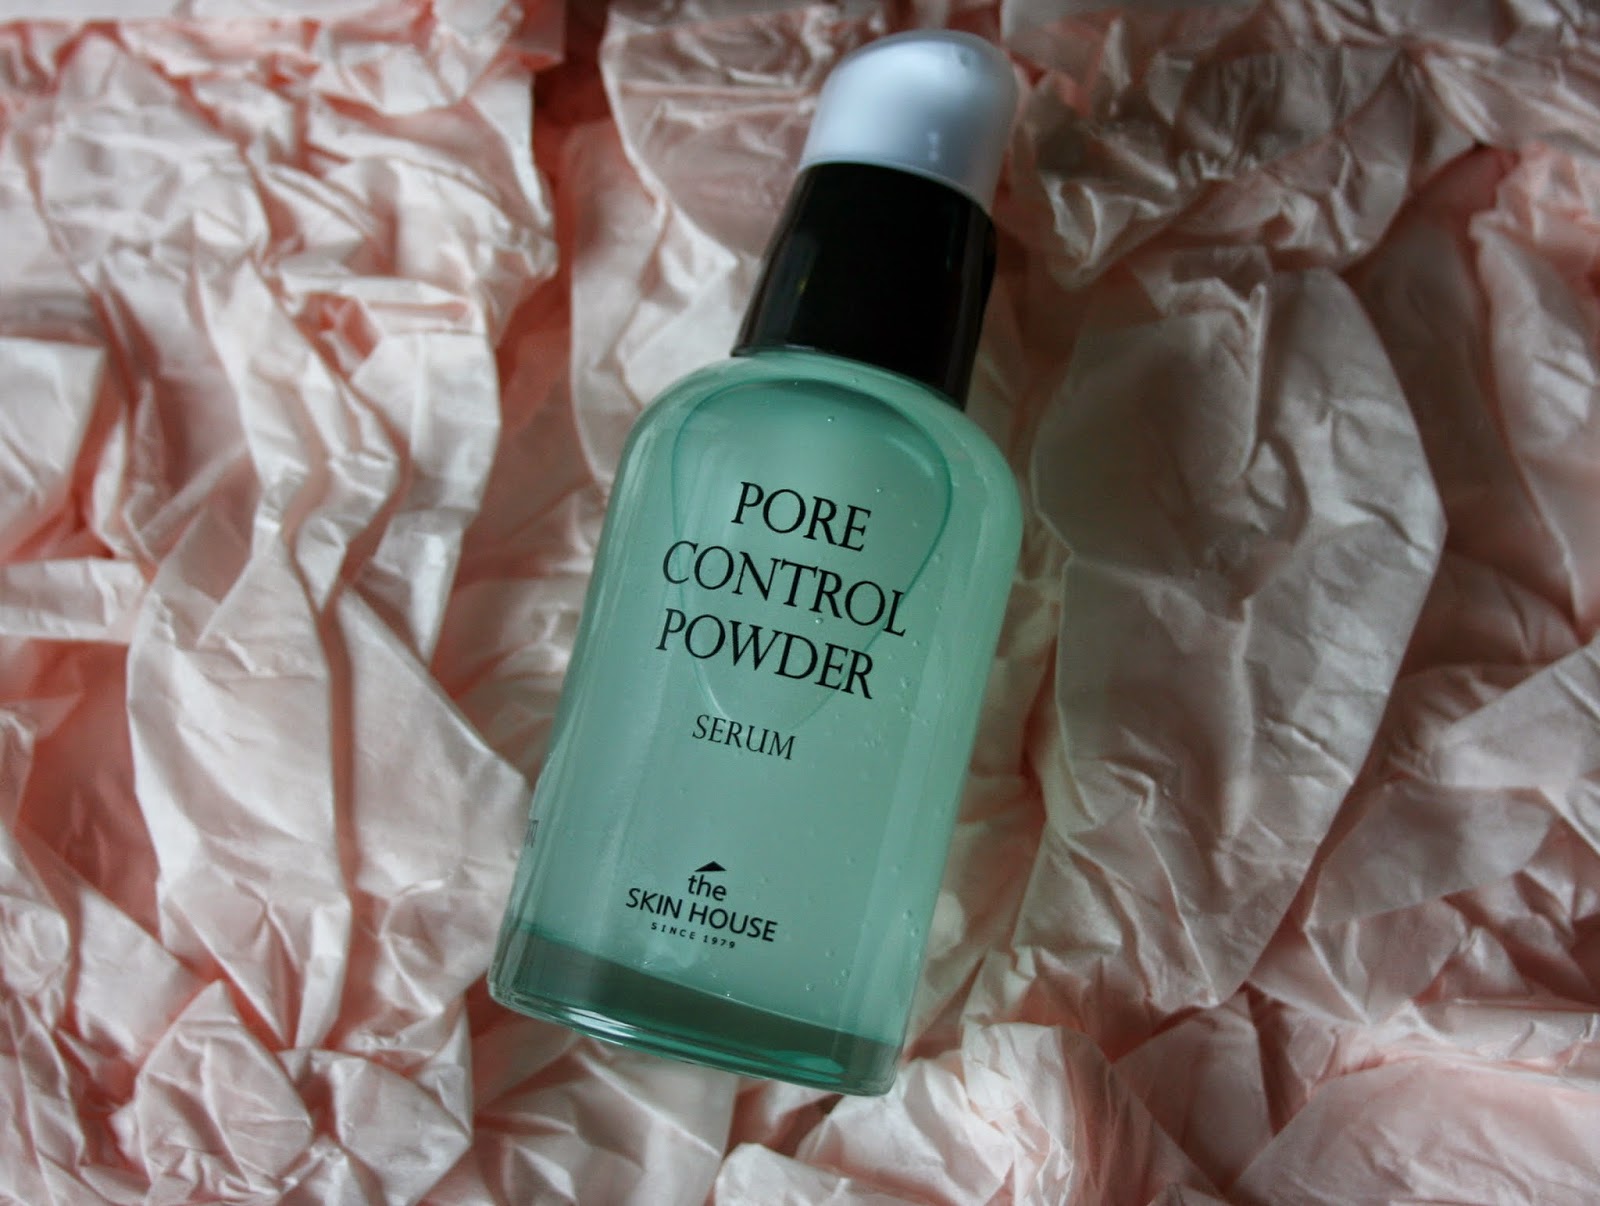 PORE
CONTROL
POWDER
SERUM
the
SKIN HOUSE
SINCE 1979